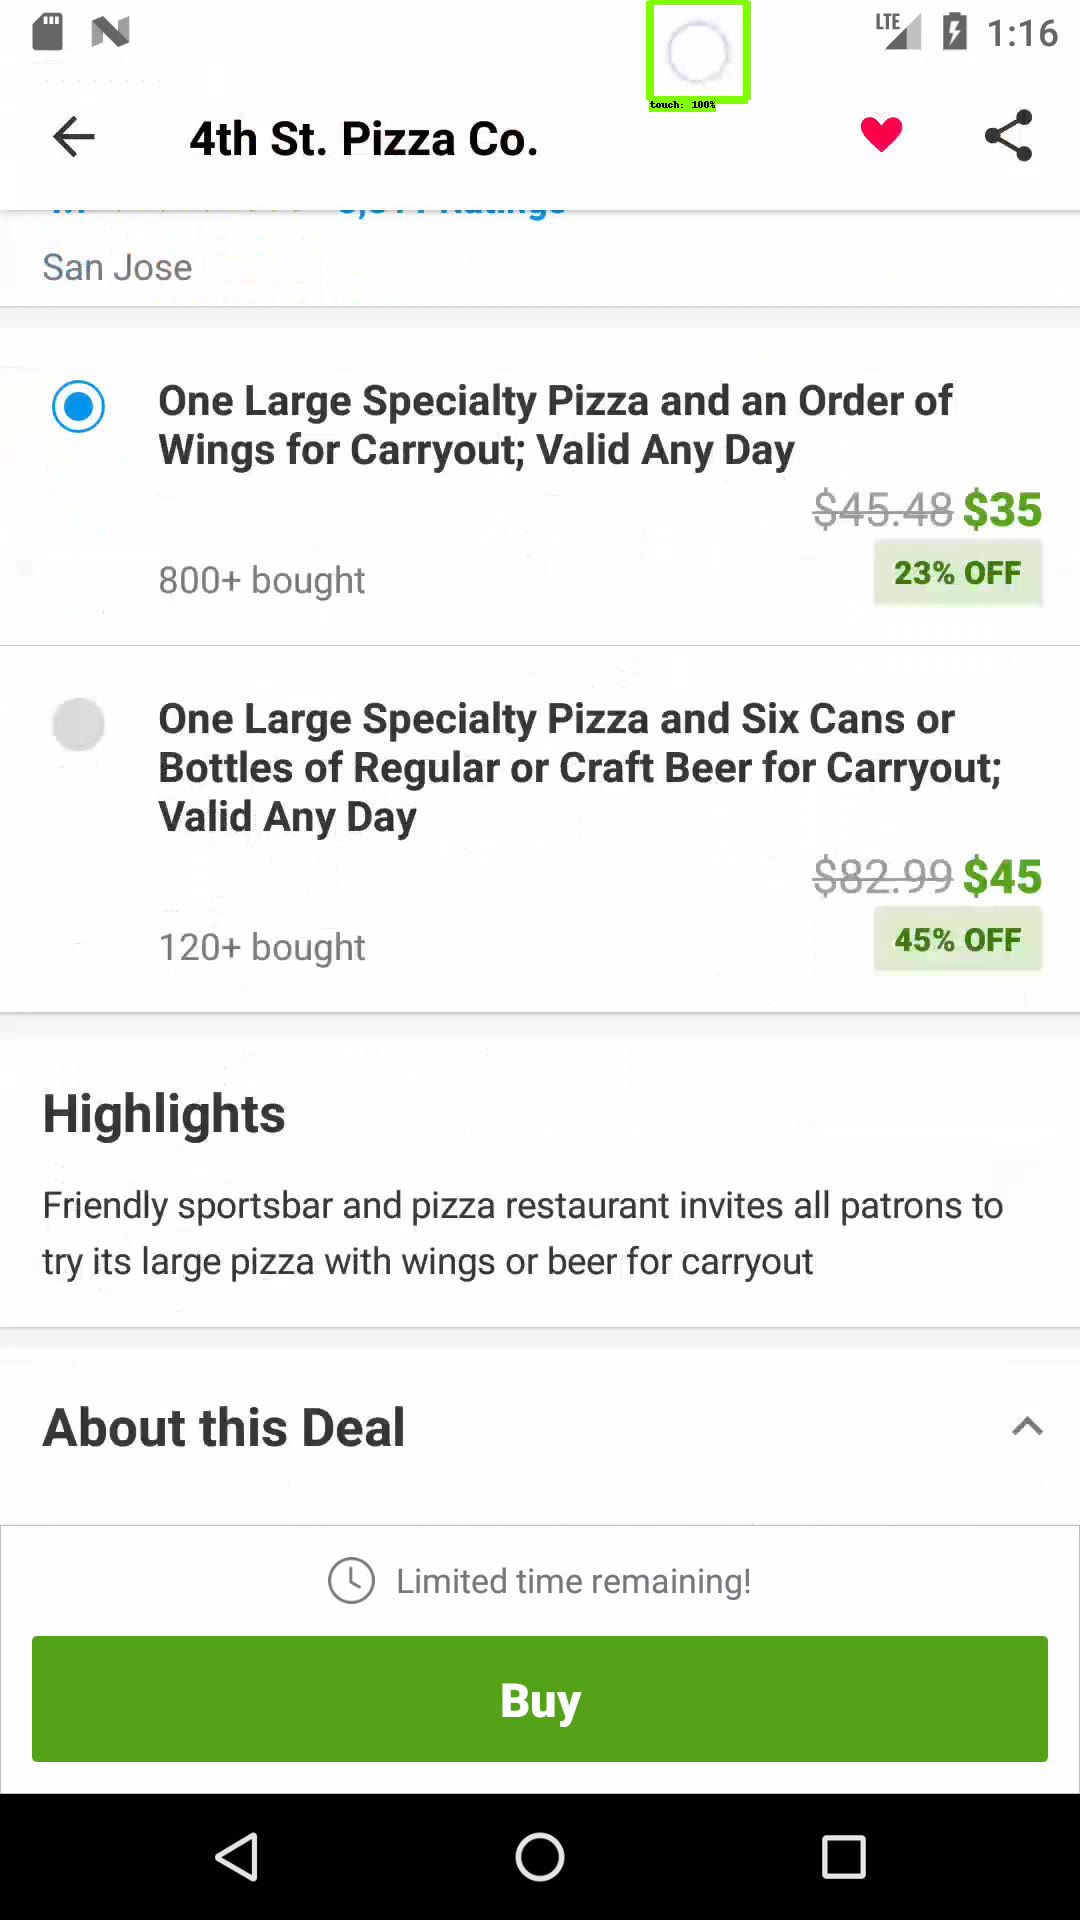 LTE 1:16
touch: 100%
4th St. Pizza Co.
San Jose
One Large Specialty Pizza and an Order of
Wings for Carryout; Valid Any Day
$45.48 $35
23% OFF
800+ bought
One Large Specialty Pizza and Six Cans or
Bottles of Regular or Craft Beer for Carryout;
Valid Any Day
$82.99 $45
45% OFF
120+ bought
Highlights
Friendly sportsbar and pizza restaurant invites all patrons to
try its large pizza with wings or beer for carryout
About this Deal
Limited time remaining!
Buy